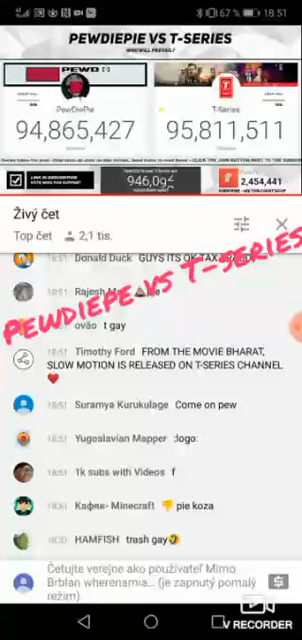 67 % 18:51
PEWDIEPIE VS T-SERIES
WHO WILL PREVAIL?
PewDiePie
T-Series
94,865,427
95,811,511
LINK IN DESCRIPTION
2,454,441
Živý čet
Top čet 2,1 tis.
18:51 Donald Duck GUYS ITS OK TAX
18:51 Rajesh
PEWDIEPE VS T-SERIES
ovão t gay
18:51 Timothy Ford FROM THE MOVIE BHARAT,
SLOW MOTION IS RELEASED ON T-SERIES CHANNEL
❤️
18:51 Suramya Kurukulage Come on pew
18:51 Yugoslavian Mapper :logo:
18:51 1k subs with Videos f
18:51 Кафяк- Minecraft 👎 pie koza
18:51 HAMFISH trash gay🤣
Četujte verejne ako používateľ Mimo
Brblan wherenamia… (je zapnutý pomalý
režim)
V RECORDER